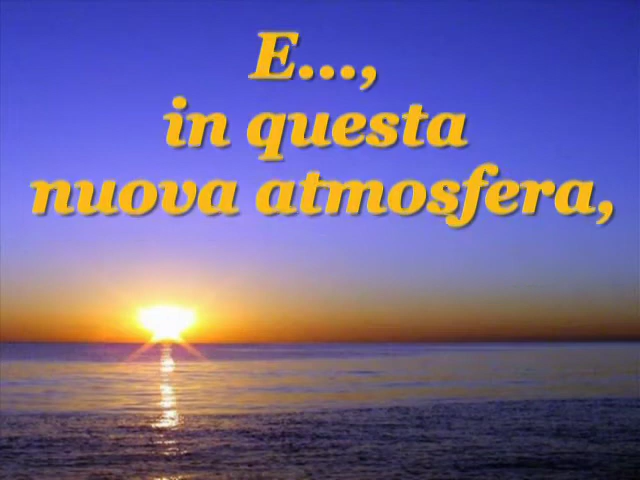 E...,
in questa
nuova atmosfera,